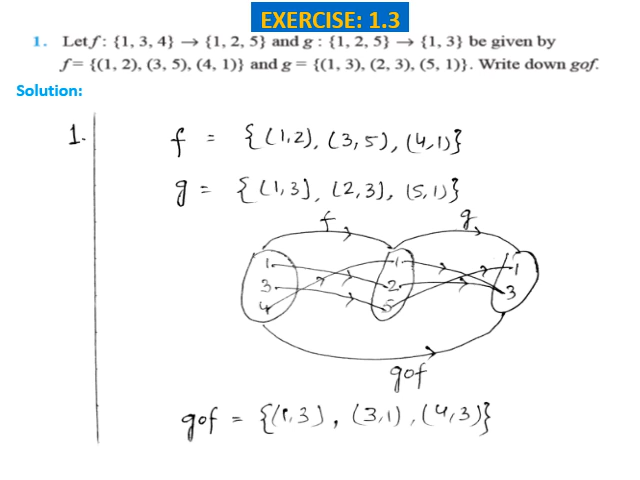 EXERCISE: 1.3
1. Let f : {1, 3, 4} → {1, 2, 5} and g : {1, 2, 5} → {1, 3} be given by
f = {(1, 2), (3, 5), (4, 1)} and g = {(1, 3), (2, 3), (5, 1)}. Write down gof.
Solution:
1. f = {(1,2), (3,5), (4,1)}
g = {(1,3), (2,3), (5,1)}
f g
1 1 1
3 2 3
4 5
gof
gof = {(1,3), (3,1), (4,3)}